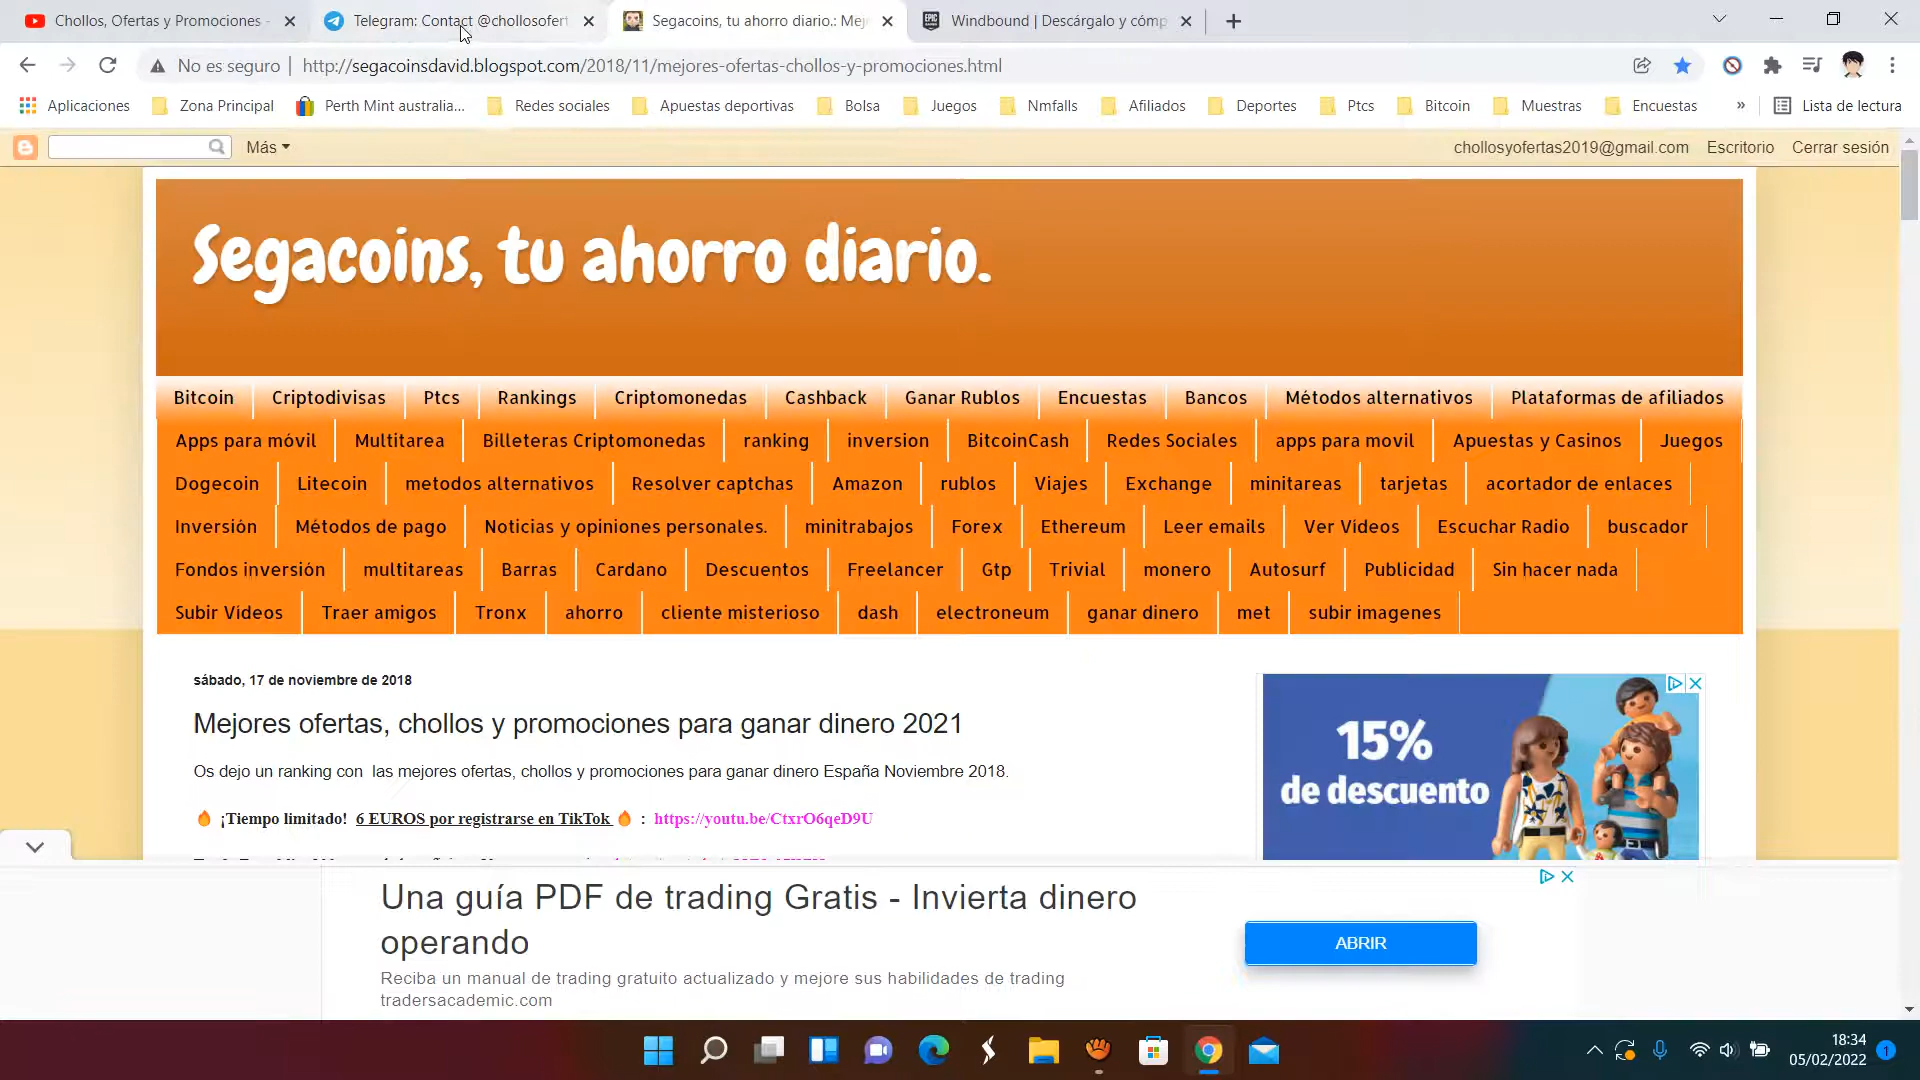 Chollos, Ofertas y Promociones -
Telegram: Contact @chollosofert
Segacoins, tu ahorro diario.: Mej
Windbound | Descárgalo y cómp
No es seguro
http://segacoinsdavid.blogspot.com/2018/11/mejores-ofertas-chollos-y-promociones.html
Aplicaciones
Zona Principal
Perth Mint australia...
Redes sociales
Apuestas deportivas
Bolsa
Juegos
Nmfalls
Afiliados
Deportes
Ptcs
Bitcoin
Muestras
Encuestas
»
Lista de lectura
Más
chollosyofertas2019@gmail.com
Escritorio
Cerrar sesión
Segacoins, tu ahorro diario.
Bitcoin Criptodivisas Ptcs Rankings Criptomonedas Cashback Ganar Rublos Encuestas Bancos Métodos alternativos Plataformas de afiliados
Apps para móvil Multitarea Billeteras Criptomonedas ranking inversion BitcoinCash Redes Sociales apps para movil Apuestas y Casinos Juegos
Dogecoin Litecoin metodos alternativos Resolver captchas Amazon rublos Viajes Exchange minitareas tarjetas acortador de enlaces
Inversión Métodos de pago Noticias y opiniones personales. minitrabajos Forex Ethereum Leer emails Ver Vídeos Escuchar Radio buscador
Fondos inversión multitareas Barras Cardano Descuentos Freelancer Gtp Trivial monero Autosurf Publicidad Sin hacer nada
Subir Vídeos Traer amigos Tronx ahorro cliente misterioso dash electroneum ganar dinero met subir imagenes
sábado, 17 de noviembre de 2018
Mejores ofertas, chollos y promociones para ganar dinero 2021
Os dejo un ranking con las mejores ofertas, chollos y promociones para ganar dinero España Noviembre 2018.
🔥 ¡Tiempo limitado! 6 EUROS por registrarse en TikTok 🔥 : https://youtu.be/CtxrO6qeD9U
15%
de descuento
Una guía PDF de trading Gratis - Invierta dinero
operando
Reciba un manual de trading gratuito actualizado y mejore sus habilidades de trading
tradersacademic.com
ABRIR
18:34
05/02/2022
1